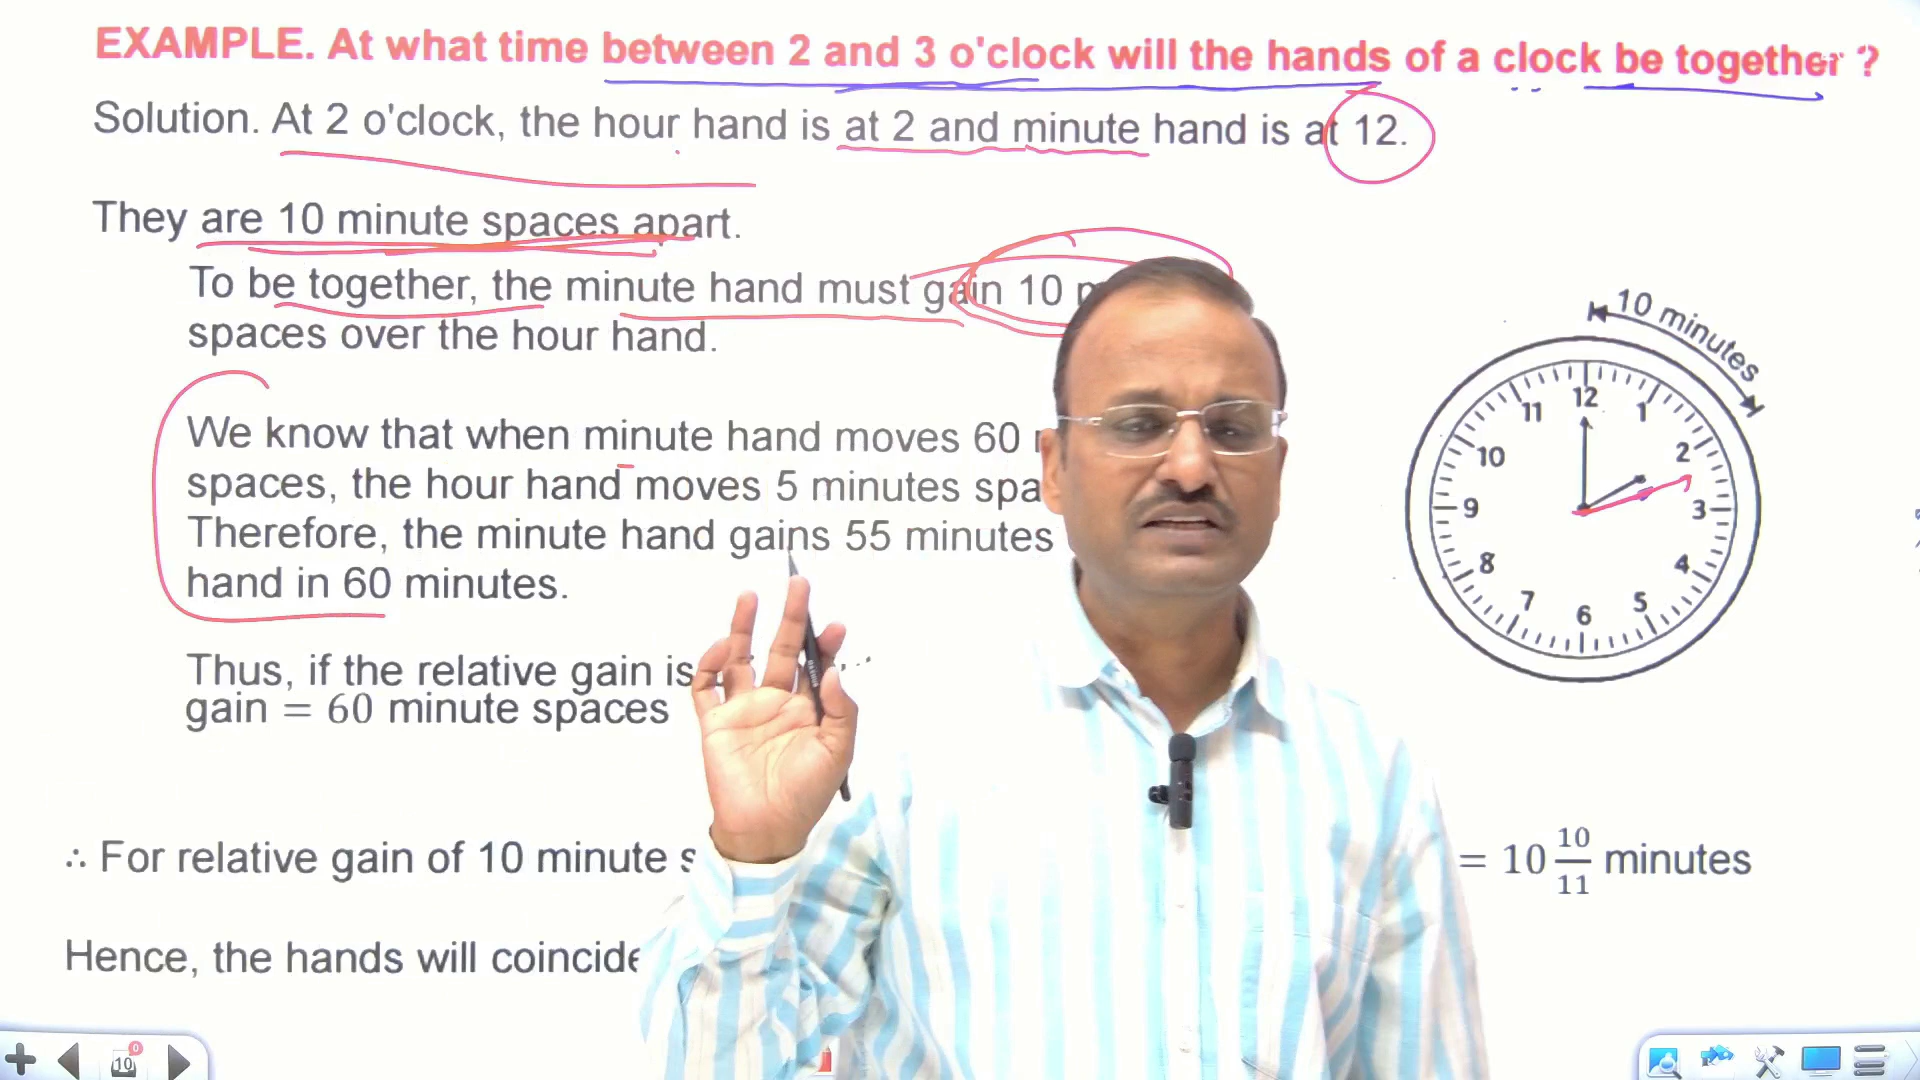 EXAMPLE. At what time between 2 and 3 o'clock will the hands of a clock be together ?
Solution. At 2 o'clock, the hour hand is at 2 and minute hand is at 12.
They are 10 minute spaces apart.
To be together, the minute hand must gain 10
spaces over the hour hand.
We know that when minute hand moves 60
spaces, the hour hand moves 5 minutes
Therefore, the minute hand gains 55 minutes
hand in 60 minutes.
Thus, if the relative gain is
gain = 60 minute spaces
∴ For relative gain of 10 minute = 10 10/11 minutes
Hence, the hands will coincide
10 minutes
12
1
2
3
4
5
6
7
8
9
10
11
10
0